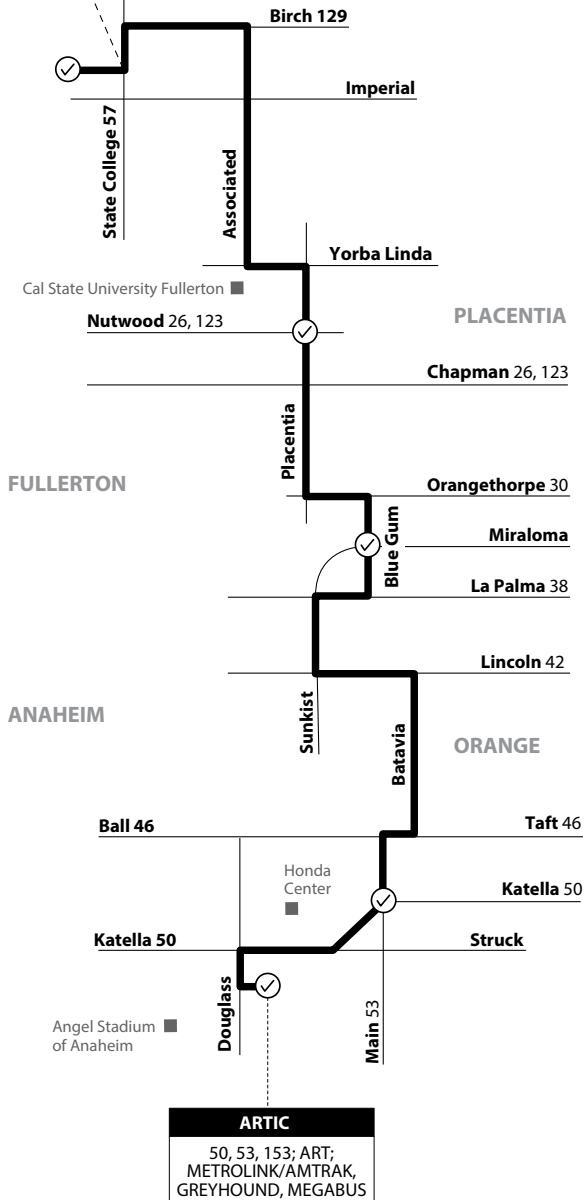 Birch 129
Imperial
State College 57
Associated
Yorba Linda
Cal State University Fullerton
Nutwood 26, 123
PLACENTIA
Chapman 26, 123
Placentia
FULLERTON
Orangethorpe 30
Blue Gum
Miraloma
La Palma 38
Lincoln 42
Sunkist
ANAHEIM
Batavia
ORANGE
Ball 46
Taft 46
Honda
Center
Katella 50
Katella 50
Struck
Douglass
Main 53
Angel Stadium
of Anaheim
ARTIC
50, 53, 153; ART;
METROLINK/AMTRAK,
GREYHOUND, MEGABUS